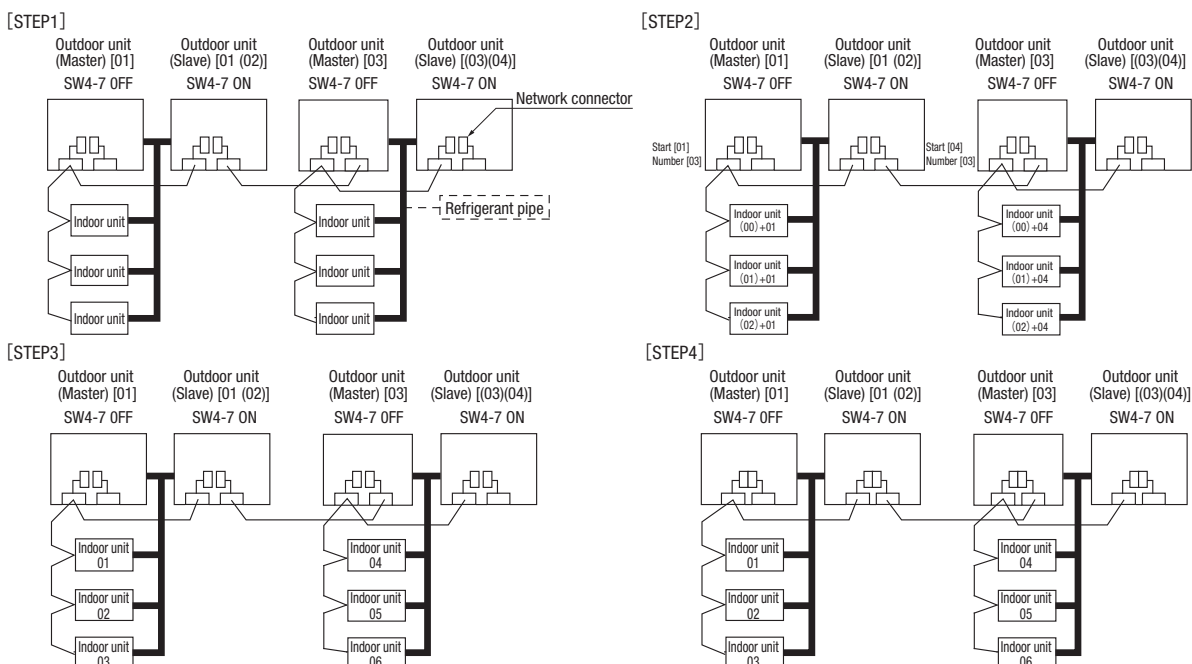 [STEP1]
Outdoor unit
(Master) [01]
SW4-7 OFF
Outdoor unit
(Slave) [01 (02)]
SW4-7 ON
Outdoor unit
(Master) [03]
SW4-7 OFF
Outdoor unit
(Slave) [(03)(04)]
SW4-7 ON
Network connector
Refrigerant pipe
Indoor unit
Indoor unit
Indoor unit
Indoor unit
Indoor unit
Indoor unit
[STEP2]
Outdoor unit
(Master) [01]
SW4-7 OFF
Outdoor unit
(Slave) [01 (02)]
SW4-7 ON
Outdoor unit
(Master) [03]
SW4-7 OFF
Outdoor unit
(Slave) [(03)(04)]
SW4-7 ON
Start [01]
Number [03]
Start [04]
Number [03]
Indoor unit
(00)+01
Indoor unit
(01)+01
Indoor unit
(02)+01
Indoor unit
(00)+04
Indoor unit
(01)+04
Indoor unit
(02)+04
[STEP3]
Outdoor unit
(Master) [01]
SW4-7 OFF
Outdoor unit
(Slave) [01 (02)]
SW4-7 ON
Outdoor unit
(Master) [03]
SW4-7 OFF
Outdoor unit
(Slave) [(03)(04)]
SW4-7 ON
Indoor unit
01
Indoor unit
02
Indoor unit
03
Indoor unit
04
Indoor unit
05
Indoor unit
06
[STEP4]
Outdoor unit
(Master) [01]
SW4-7 OFF
Outdoor unit
(Slave) [01 (02)]
SW4-7 ON
Outdoor unit
(Master) [03]
SW4-7 OFF
Outdoor unit
(Slave) [(03)(04)]
SW4-7 ON
Indoor unit
01
Indoor unit
02
Indoor unit
03
Indoor unit
04
Indoor unit
05
Indoor unit
06